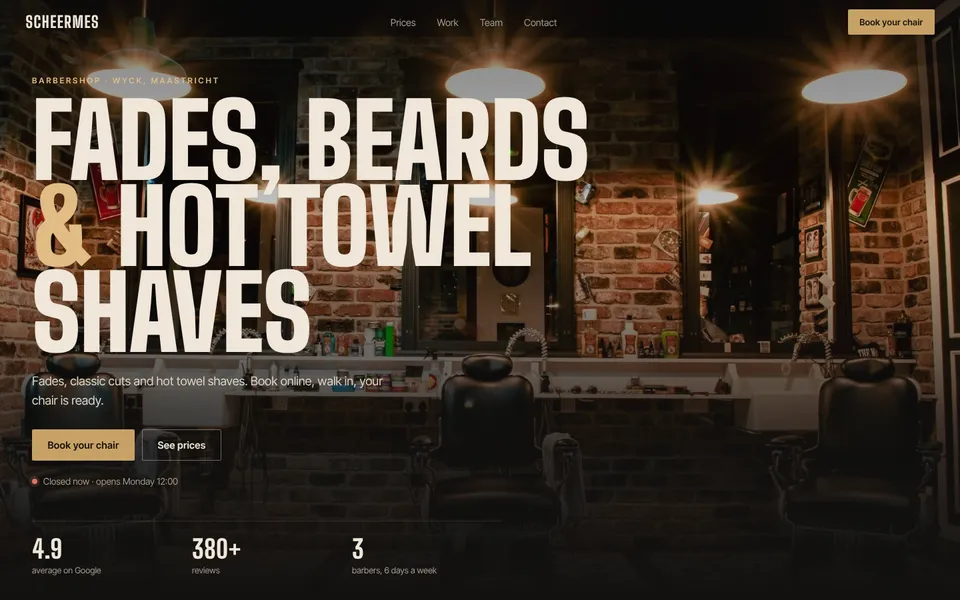 SCHEERMES
Prices
Work
Team
Contact
Book your chair
BARBERSHOP · WYCK, MAASTRICHT
FADES, BEARDS
& HOT TOWEL
SHAVES
Fades, classic cuts and hot towel shaves. Book online, walk in, your
chair is ready.
Book your chair
See prices
Closed now · opens Monday 12:00
4.9
average on Google
380+
reviews
3
barbers, 6 days a week